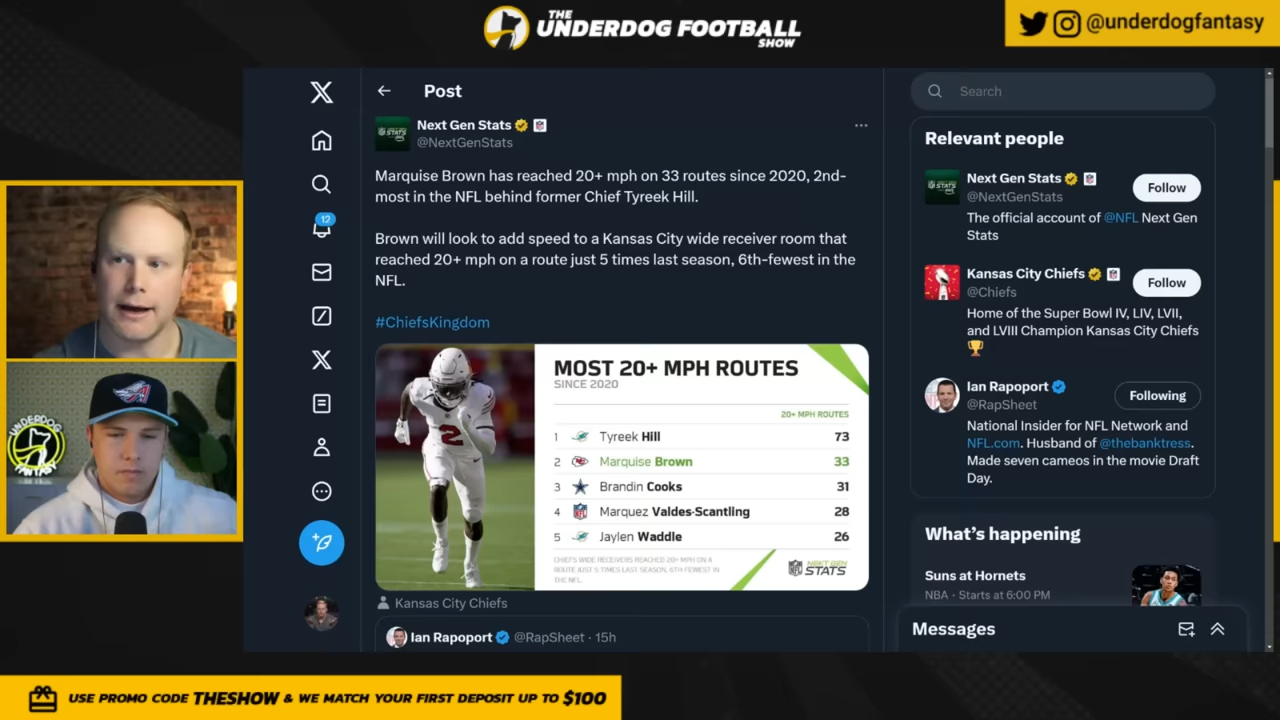 THE
UNDERDOG FOOTBALL
SHOW
@underdogfantasy
Post
Search
Next Gen Stats
@NextGenStats
Marquise Brown has reached 20+ mph on 33 routes since 2020, 2nd-
most in the NFL behind former Chief Tyreek Hill.
Brown will look to add speed to a Kansas City wide receiver room that
reached 20+ mph on a route just 5 times last season, 6th-fewest in the
NFL.
#ChiefsKingdom
MOST 20+ MPH ROUTES
SINCE 2020
20+ MPH ROUTES
1 Tyreek Hill 73
2 Marquise Brown 33
3 Brandin Cooks 31
4 Marquez Valdes-Scantling 28
5 Jaylen Waddle 26
CHIEFS WIDE RECEIVERS REACHED 20+ MPH ON A
ROUTE JUST 5 TIMES LAST SEASON, 6TH FEWEST IN
THE NFL.
NEXT GEN
STATS
2
Kansas City Chiefs
Ian Rapoport @RapSheet · 15h
12
Relevant people
Next Gen Stats
@NextGenStats
Follow
The official account of @NFL Next Gen
Stats
Kansas City Chiefs
@Chiefs
Follow
Home of the Super Bowl IV, LIV, LVII,
and LVIII Champion Kansas City Chiefs
Ian Rapoport
@RapSheet
Following
National Insider for NFL Network and
NFL.com. Husband of @thebanktress.
Made seven cameos in the movie Draft
Day.
What's happening
Suns at Hornets
NBA · Starts at 6:00 PM
Messages
UNDERDOG
FANTASY
USE PROMO CODE THESHOW & WE MATCH YOUR FIRST DEPOSIT UP TO $100